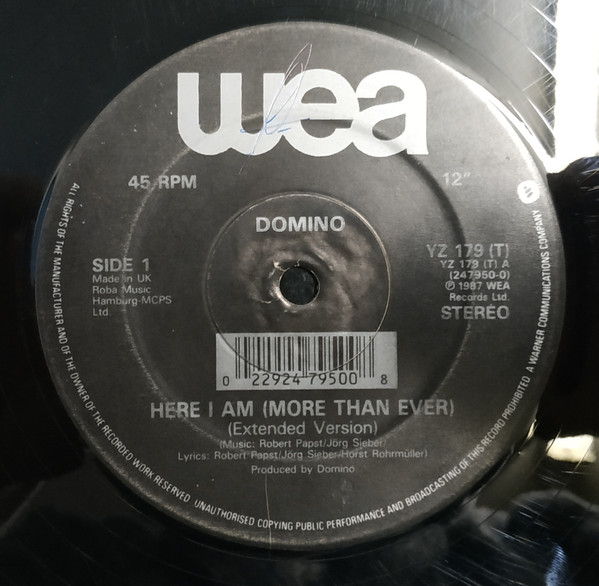 wea
45 RPM
12"
DOMINO
SIDE 1
Made in UK
Roba Music
Hamburg-MCPS
Ltd.
YZ 179 (T)
YZ 179 (T) A
(247950-0)
℗ 1987 WEA
Records Ltd.
STEREO
0 22924 79500 8
HERE I AM (MORE THAN EVER)
(Extended Version)
(Music: Robert Papst/Jörg Sieber/
Lyrics: Robert Papst/Jörg Sieber/Horst Rohrmüller)
Produced by Domino
ALL RIGHTS OF THE MANUFACTURER AND OF THE OWNER OF THE RECORDED WORK RESERVED UNAUTHORISED COPYING PUBLIC PERFORMANCE AND BROADCASTING OF THIS RECORD PROHIBITED A WARNER COMMUNICATIONS COMPANY